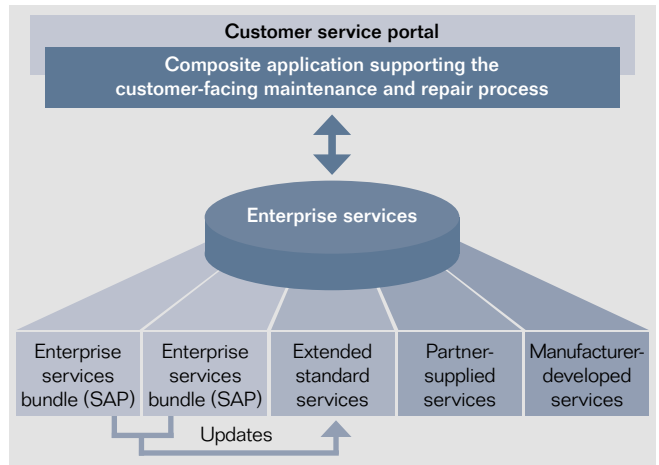 Customer service portal
Composite application supporting the
customer-facing maintenance and repair process
Enterprise services
Enterprise
services
bundle (SAP)
Enterprise
services
bundle (SAP)
Extended
standard
services
Partner-
supplied
services
Manufacturer-
developed
services
Updates